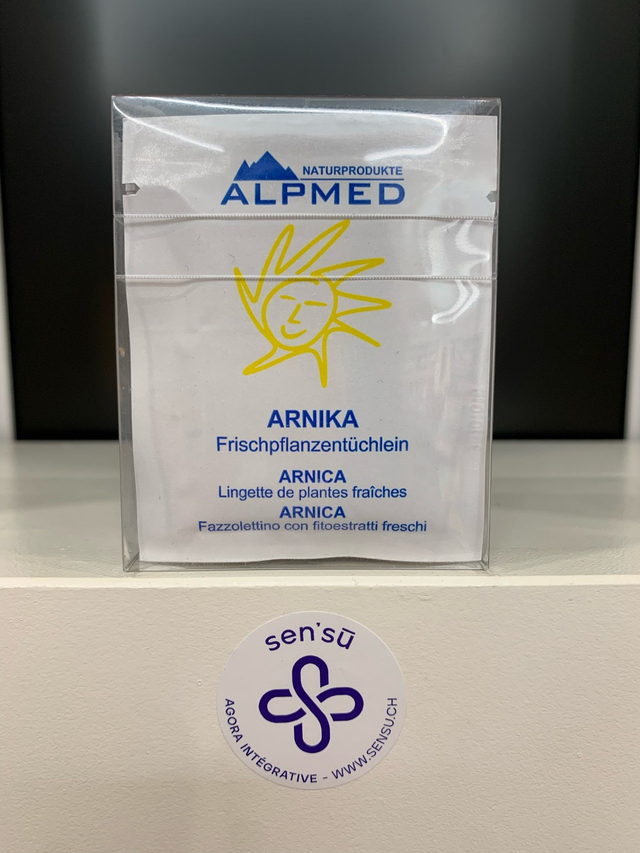 NATURPRODUKTE
ALPMED
ARNIKA
Frischpflanzentüchlein
ARNICA
Lingette de plantes fraîches
ARNICA
Fazzolettino con fitoestratti freschi
sen'sū
AGORA INTÉGRATIVE - WWW.SENSU.CH